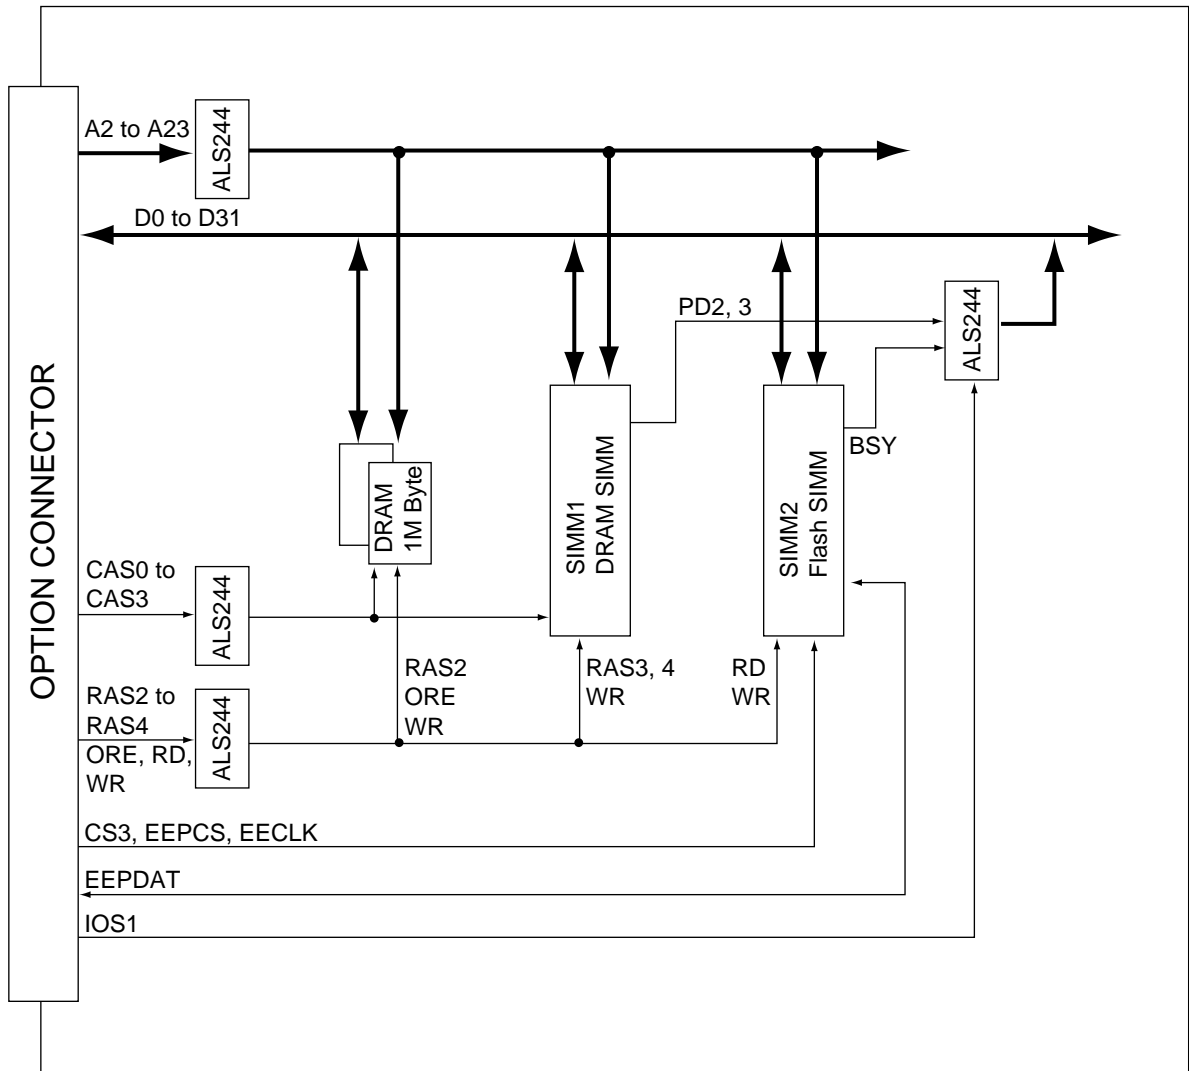 OPTION CONNECTOR
A2 to A23
ALS244
D0 to D31
PD2, 3
ALS244
BSY
DRAM
1M Byte
SIMM1
DRAM SIMM
SIMM2
Flash SIMM
CAS0 to
CAS3
ALS244
RAS2
ORE
WR
RAS3, 4
WR
RD
WR
RAS2 to
RAS4
ORE, RD,
WR
ALS244
CS3, EEPCS, EECLK
EEPDAT
IOS1